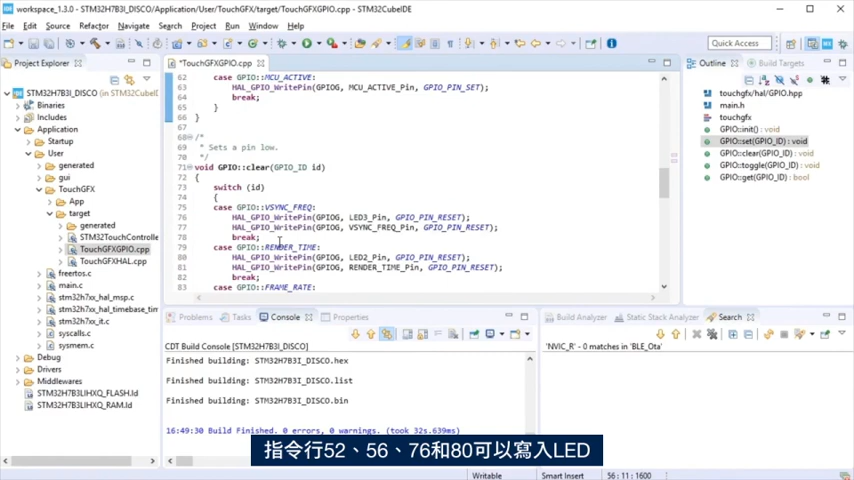 workspace_1.3.0 - STM32H7B3I_DISCO/Application/User/TouchGFX/target/TouchGFXGPIO.cpp - STM32CubeIDE
File Edit Source Refactor Navigate Search Project Run Window Help
Quick Access
Project Explorer
STM32H7B3I_DISCO (in STM32CubeI
Binaries
Includes
Application
Startup
User
generated
gui
TouchGFX
App
target
generated
STM32TouchControlle
TouchGFXGPIO.cpp
TouchGFXHAL.cpp
freertos.c
main.c
stm32h7xx_hal_msp.c
stm32h7xx_hal_timebase_tim
stm32h7xx_it.c
syscalls.c
sysmem.c
Debug
Drivers
Middlewares
STM32H7B3LIHXQ_FLASH.ld
STM32H7B3LIHXQ_RAM.ld
*TouchGFXGPIO.cpp
62 case GPIO::MCU_ACTIVE:
63 HAL_GPIO_WritePin(GPIOG, MCU_ACTIVE_Pin, GPIO_PIN_SET);
64 break;
65 }
66 }
67
68 /*
69 * Sets a pin low.
70 */
71 void GPIO::clear(GPIO_ID id)
72 {
73 switch (id)
74 {
75 case GPIO::VSYNC_FREQ:
76 HAL_GPIO_WritePin(GPIOG, LED3_Pin, GPIO_PIN_RESET);
77 HAL_GPIO_WritePin(GPIOG, VSYNC_FREQ_Pin, GPIO_PIN_RESET);
78 break;
79 case GPIO::RENDER_TIME:
80 HAL_GPIO_WritePin(GPIOG, LED2_Pin, GPIO_PIN_RESET);
81 HAL_GPIO_WritePin(GPIOG, RENDER_TIME_Pin, GPIO_PIN_RESET);
82 break;
83 case GPIO::FRAME_RATE:
Outline Build Targets
touchgfx/hal/GPIO.hpp
main.h
touchgfx
GPIO::init() : void
GPIO::set(GPIO_ID) : void
GPIO::clear(GPIO_ID) : void
GPIO::toggle(GPIO_ID) : void
GPIO::get(GPIO_ID) : bool
Problems Tasks Console Properties
CDT Build Console [STM32H7B3I_DISCO]
Finished building: STM32H7B3I_DISCO.hex
Finished building: STM32H7B3I_DISCO.list
Finished building: STM32H7B3I_DISCO.bin
16:49:30 Build Finished. 0 errors, 0 warnings. (took 32s.639ms)
Build Analyzer Static Stack Analyzer Search
'NVIC_R' - 0 matches in 'BLE_Ota'
指令行52、56、76和80可以寫入LED
Writable Smart Insert 56 : 11 : 1600